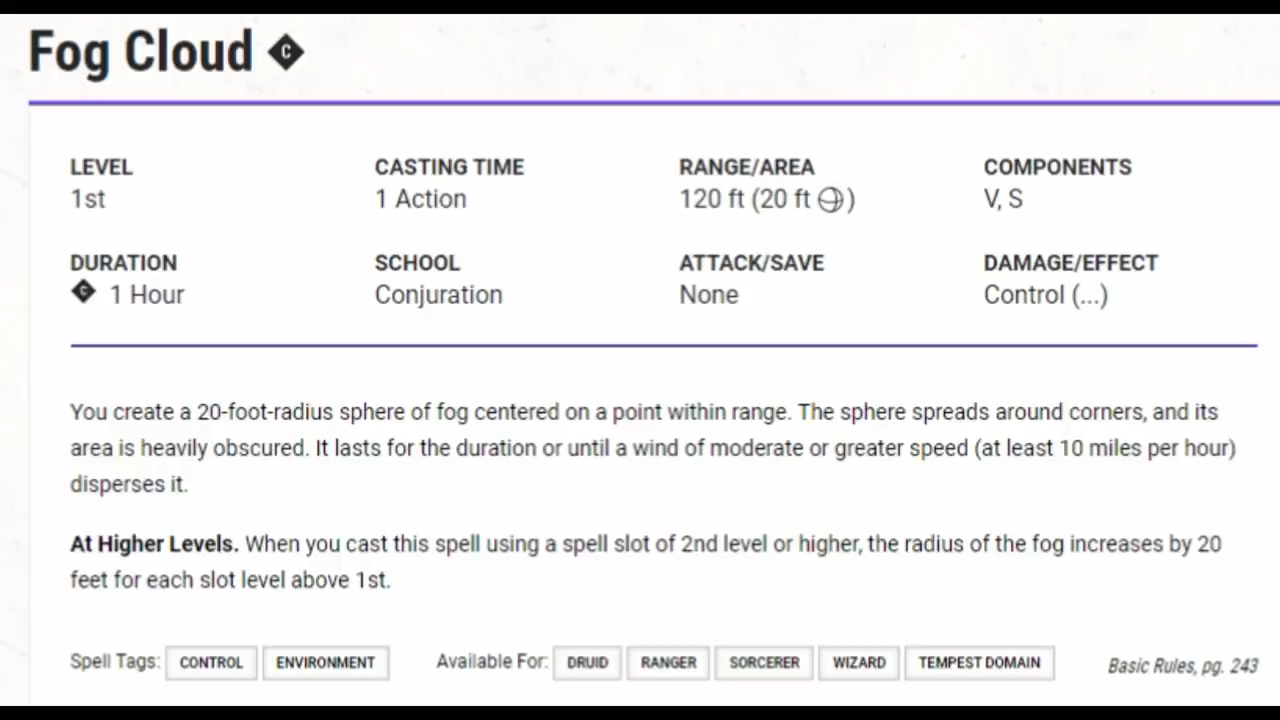 Fog Cloud C
LEVEL CASTING TIME RANGE/AREA COMPONENTS
1st 1 Action 120 ft (20 ft ) V, S
DURATION SCHOOL ATTACK/SAVE DAMAGE/EFFECT
C 1 Hour Conjuration None Control (...)
You create a 20-foot-radius sphere of fog centered on a point within range. The sphere spreads around corners, and its
area is heavily obscured. It lasts for the duration or until a wind of moderate or greater speed (at least 10 miles per hour)
disperses it.
At Higher Levels. When you cast this spell using a spell slot of 2nd level or higher, the radius of the fog increases by 20
feet for each slot level above 1st.
Spell Tags: CONTROL ENVIRONMENT Available For: DRUID RANGER SORCERER WIZARD TEMPEST DOMAIN Basic Rules, pg. 243